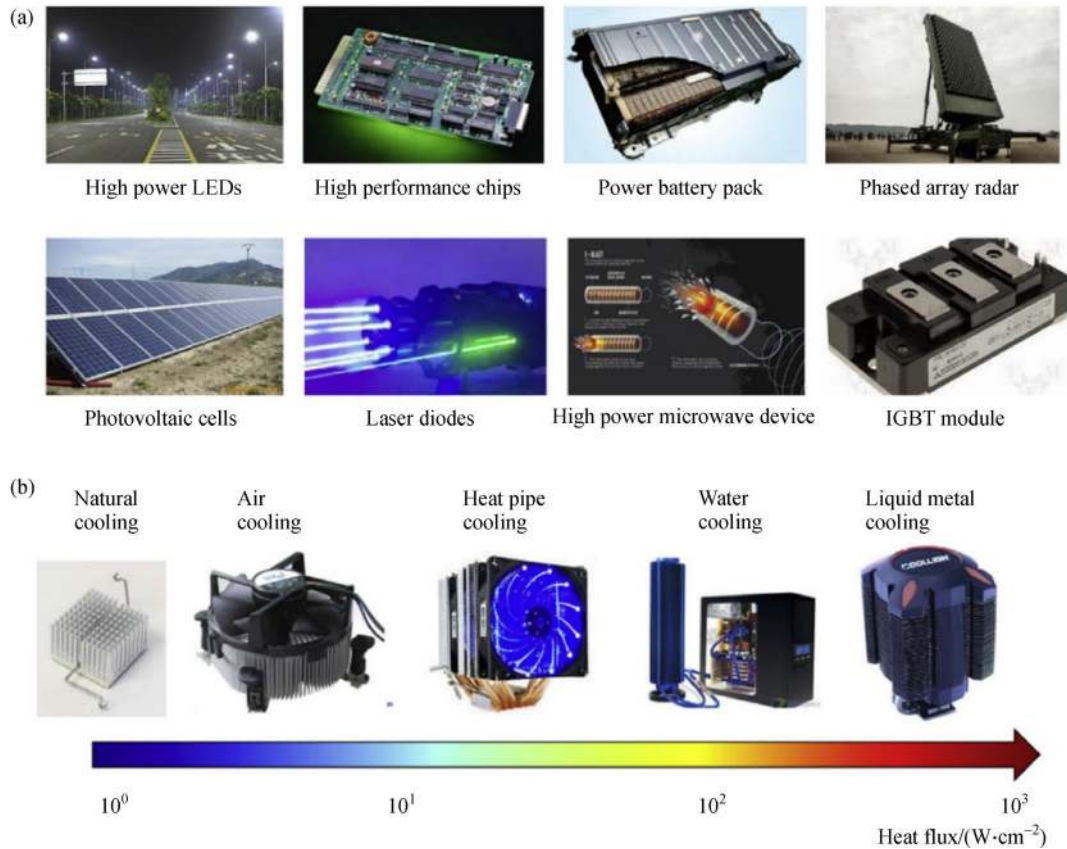 (a)
High power LEDs
High performance chips
Power battery pack
Phased array radar
Photovoltaic cells
Laser diodes
High power microwave device
IGBT module
(b)
Natural
cooling
Air
cooling
Heat pipe
cooling
Water
cooling
Liquid metal
cooling
COOLLION
10⁰
10¹
10²
10³
Heat flux/(W·cm⁻²)